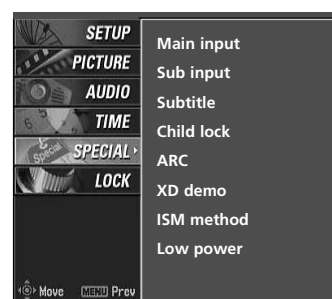 SETUP
PICTURE
AUDIO
TIME
SPECIAL
LOCK
Move MENU Prev
Main input
Sub input
Subtitle
Child lock
ARC
XD demo
ISM method
Low power